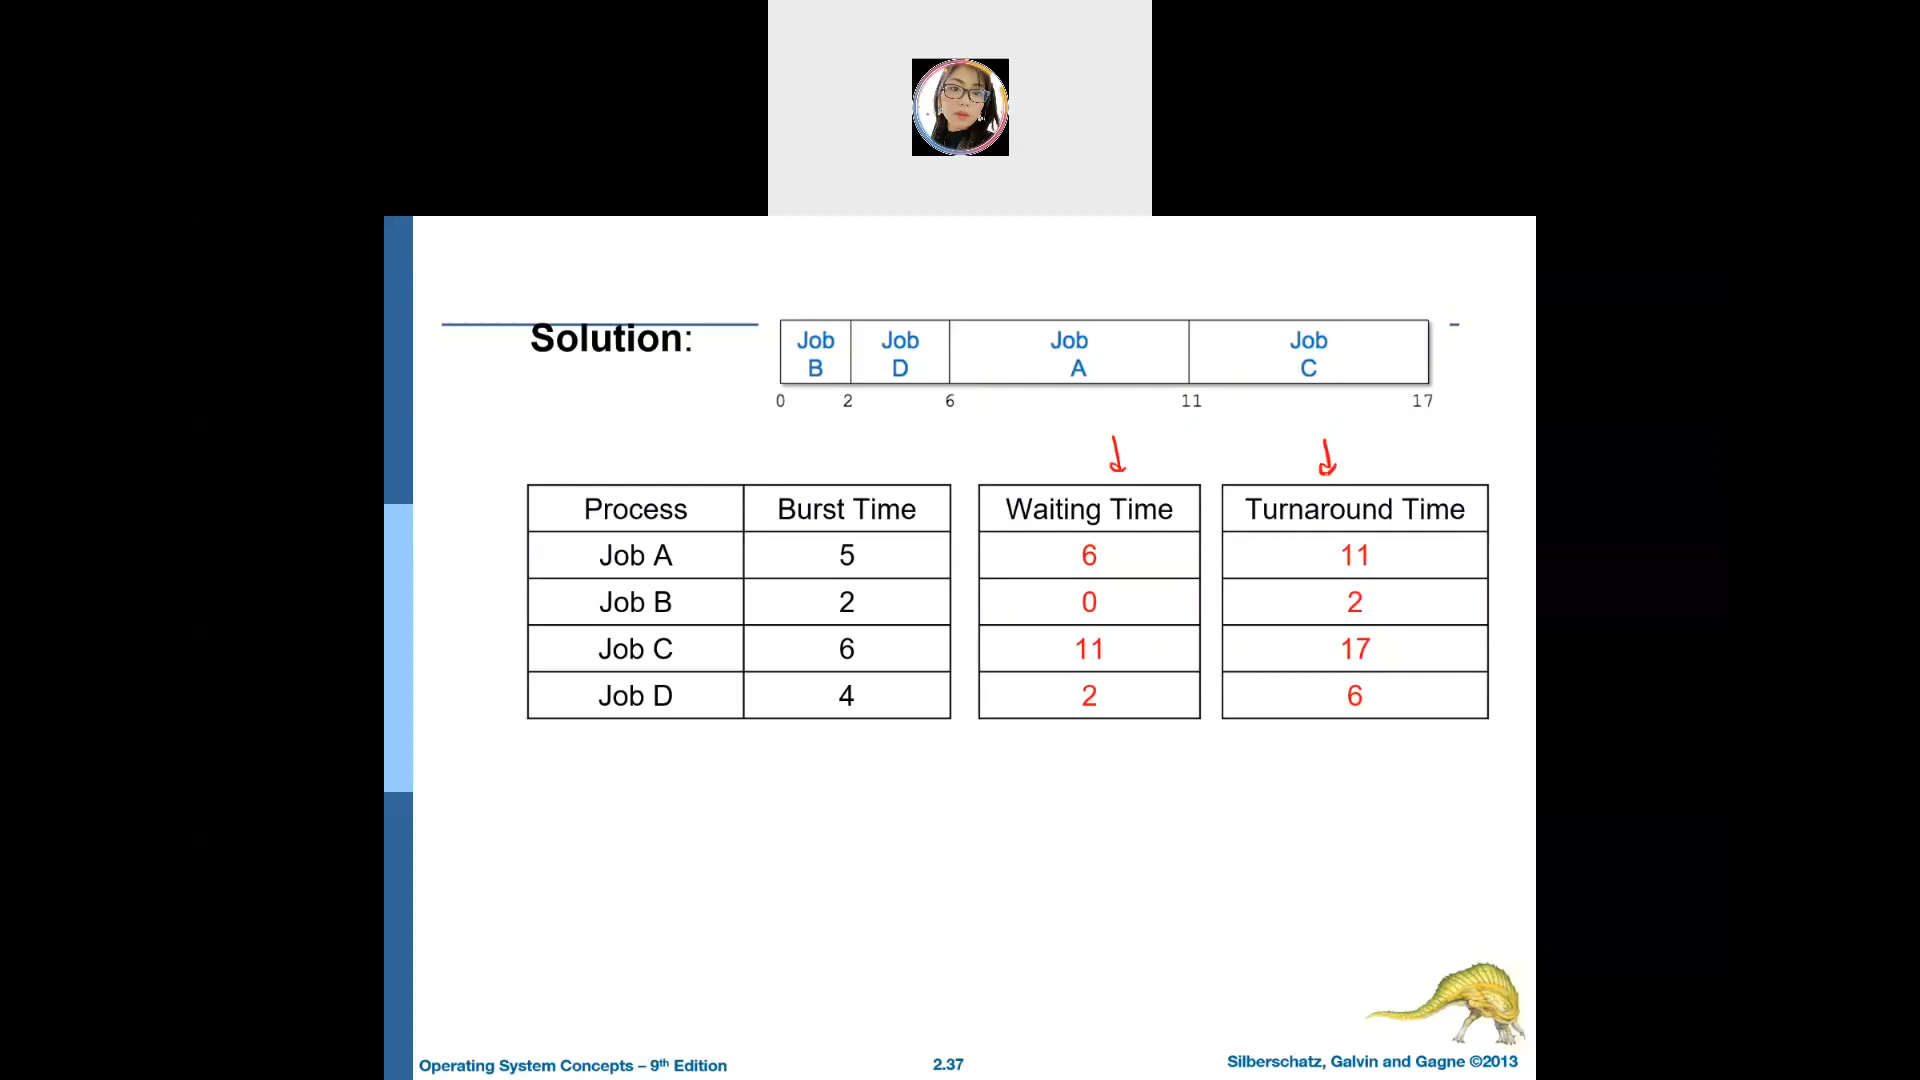 Solution:
Job B
Job D
Job A
Job C
0 2 6 11 17
Process Burst Time Waiting Time Turnaround Time
Job A 5 6 11
Job B 2 0 2
Job C 6 11 17
Job D 4 2 6
Operating System Concepts – 9th Edition
2.37
Silberschatz, Galvin and Gagne ©2013